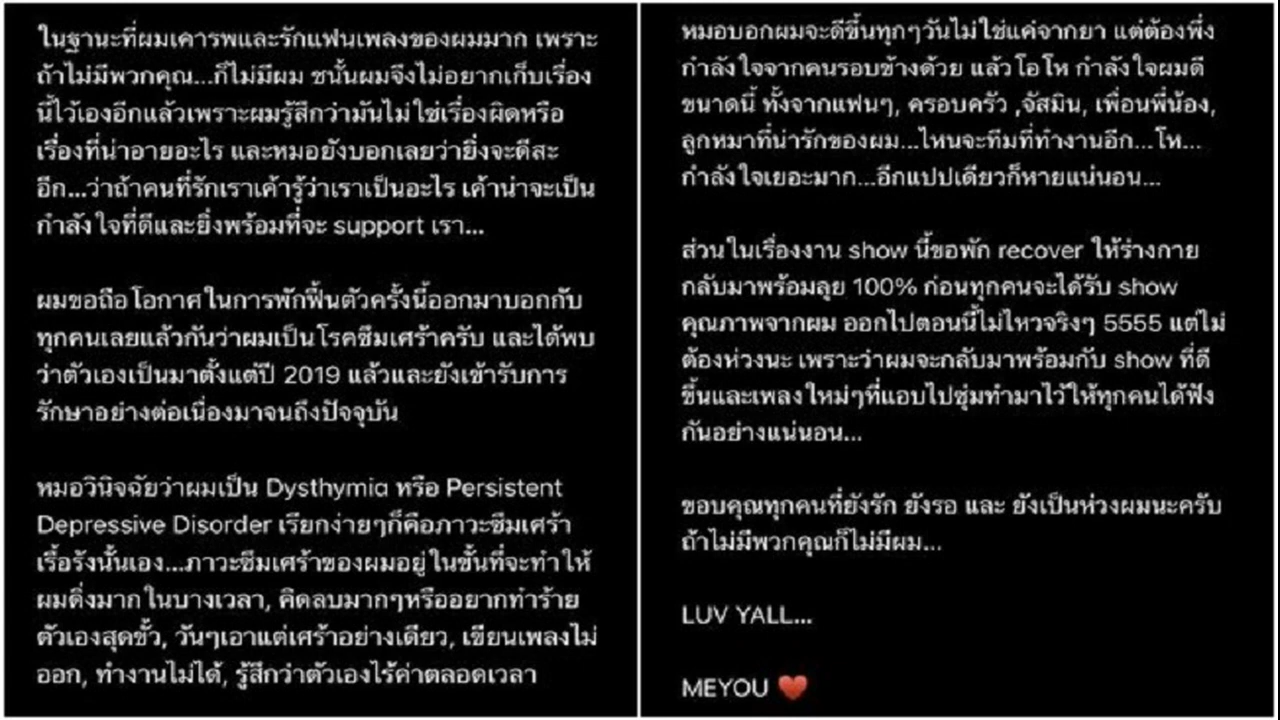 ในฐานะที่ผมเคารพและรักแฟนเพลงของผมมาก เพราะ
ถ้าไม่มีพวกคุณ...ก็ไม่มีผม ชนั้นผมจึงไม่อยากเก็บเรื่อง
นี้ไว้เองอีกแล้วเพราะผมรู้สึกว่ามันไม่ใช่เรื่องผิดหรือ
เรื่องที่น่าอายอะไร และหมอยังบอกเลยว่ายิ่งจะดีสะ
อีก...ว่าถ้าคนที่รักเราเค้ารู้ว่าเราเป็นอะไร เค้าน่าจะเป็น
กำลังใจที่ดีและยิ่งพร้อมที่จะ support เรา...
ผมขอถือโอกาสในการพักฟื้นตัวครั้งนี้ออกมาบอกกับ
ทุกคนเลยแล้วกันว่าผมเป็นโรคซึมเศร้าครับ และได้พบ
ว่าตัวเองเป็นมาตั้งแต่ปี 2019 แล้วและยังเข้ารับการ
รักษาอย่างต่อเนื่องมาจนถึงปัจจุบัน
หมอวินิจฉัยว่าผมเป็น Dysthymia หรือ Persistent
Depressive Disorder เรียกง่ายๆก็คือภาวะซึมเศร้า
เรื้อรังนั้นเอง...ภาวะซึมเศร้าของผมอยู่ในขั้นที่จะทำให้
ผมดิ่งมากในบางเวลา, คิดลบมากๆหรืออยากทำร้าย
ตัวเองสุดขั้ว, วันๆเอาแต่เศร้าอย่างเดียว, เขียนเพลงไม่
ออก, ทำงานไม่ได้, รู้สึกว่าตัวเองไร้ค่าตลอดเวลา
หมอบอกผมจะดีขึ้นทุกๆวันไม่ใช่แค่จากยา แต่ต้องพึ่ง
กำลังใจจากคนรอบข้างด้วย แล้วโอโห กำลังใจผมดี
ขนาดนี้ ทั้งจากแฟนๆ, ครอบครัว ,จัสมิน, เพื่อนพี่น้อง,
ลูกหมาที่น่ารักของผม...ไหนจะทีมที่ทำงานอีก...โห...
กำลังใจเยอะมาก...อีกแปปเดียวก็หายแน่นอน...
ส่วนในเรื่องงาน show นี้ขอพัก recover ให้ร่างกาย
กลับมาพร้อมลุย 100% ก่อนทุกคนจะได้รับ show
คุณภาพจากผม ออกไปตอนนี้ไม่ไหวจริงๆ 5555 แต่ไม่
ต้องห่วงนะ เพราะว่าผมจะกลับมาพร้อมกับ show ที่ดี
ขึ้นและเพลงใหม่ๆที่แอบไปซุ่มทำมาไว้ให้ทุกคนได้ฟัง
กันอย่างแน่นอน...
ขอบคุณทุกคนที่ยังรัก ยังรอ และ ยังเป็นห่วงผมนะครับ
ถ้าไม่มีพวกคุณก็ไม่มีผม...
LUV YALL...
MEYOU ❤️